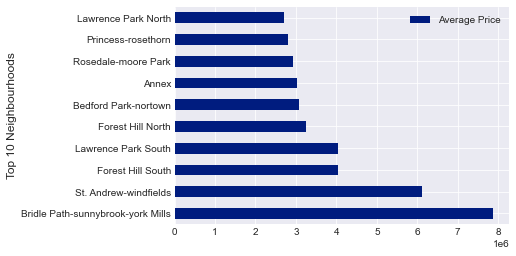 Average Price
Top 10 Neighbourhoods
Lawrence Park North
Princess-rosethorn
Rosedale-moore Park
Annex
Bedford Park-nortown
Forest Hill North
Lawrence Park South
Forest Hill South
St. Andrew-windfields
Bridle Path-sunnybrook-york Mills
0 1 2 3 4 5 6 7 8
1e6